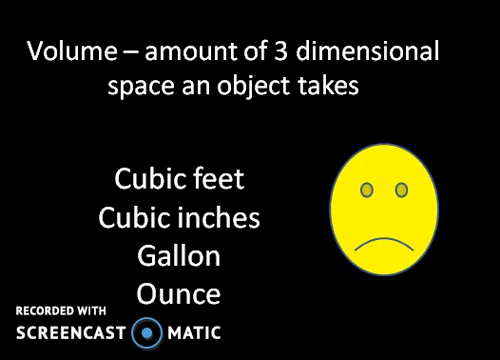 Volume – amount of 3 dimensional
space an object takes
Cubic feet
Cubic inches
Gallon
Ounce
RECORDED WITH
SCREENCAST MATIC